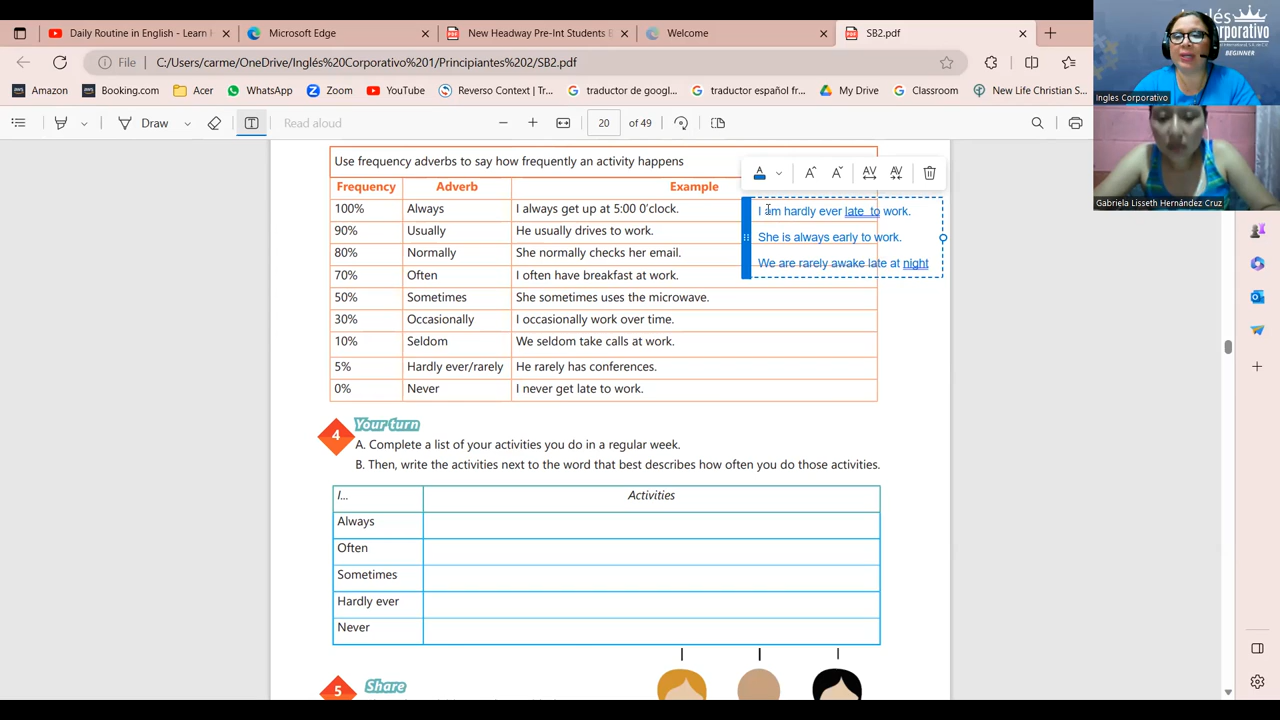 Daily Routine in English - Learn
Microsoft Edge
New Headway Pre-Int Students
Welcome
SB2.pdf
File
C:/Users/carme/OneDrive/Inglés%20Corporativo%201/Principiante%20
SB2.pdf
Amazon
Booking.com
Acer
WhatsApp
Zoom
YouTube
Reverso Context | Tr...
traductor de googl...
traductor español fr...
My Drive
Classroom
New Life Christian S...
Draw
Read aloud
20 of 49
Inglés
Corporativo
BEGINNER
Ingles Corporativo
Gabriela Lisseth Hernández Cruz
Use frequency adverbs to say how frequently an activity happens
Frequency Adverb Example
100% Always I always get up at 5:00 0'clock.
90% Usually He usually drives to work.
80% Normally She normally checks her email.
70% Often I often have breakfast at work.
50% Sometimes She sometimes uses the microwave.
30% Occasionally I occasionally work over time.
10% Seldom We seldom take calls at work.
5% Hardly ever/rarely He rarely has conferences.
0% Never I never get late to work.
I am hardly ever late to work.
She is always early to work.
We are rarely awake late at night
4 Your turn
A. Complete a list of your activities you do in a regular week.
B. Then, write the activities next to the word that best describes how often you do those activities.
I... Activities
Always
Often
Sometimes
Hardly ever
Never
5 Share